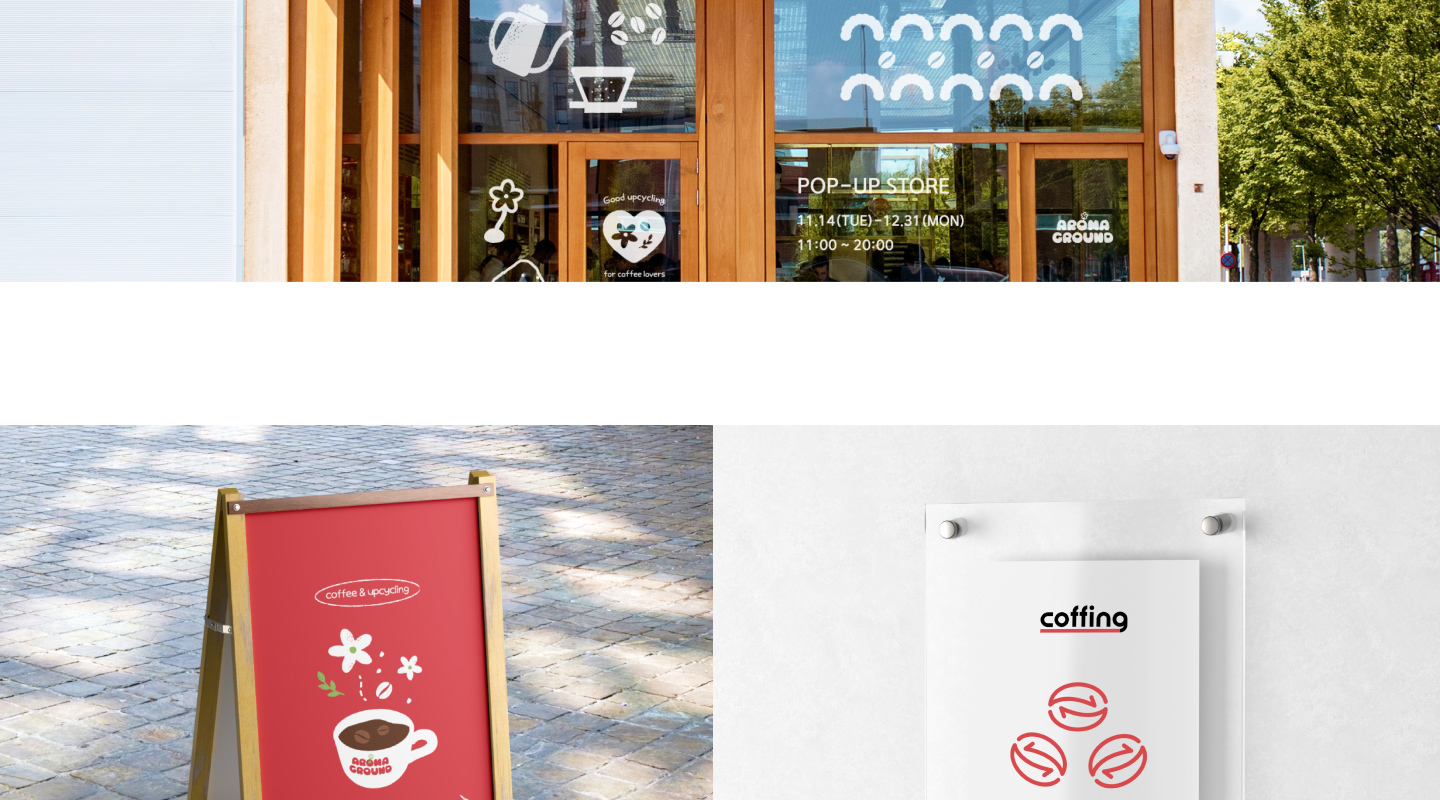 Good upcycling
for coffee lovers
POP-UP STORE
11.14(TUE)-12.31(MON)
11:00 ~ 20:00
AROMA
GROUND
coffee & upcycling
AROMA
GROUND
coffing